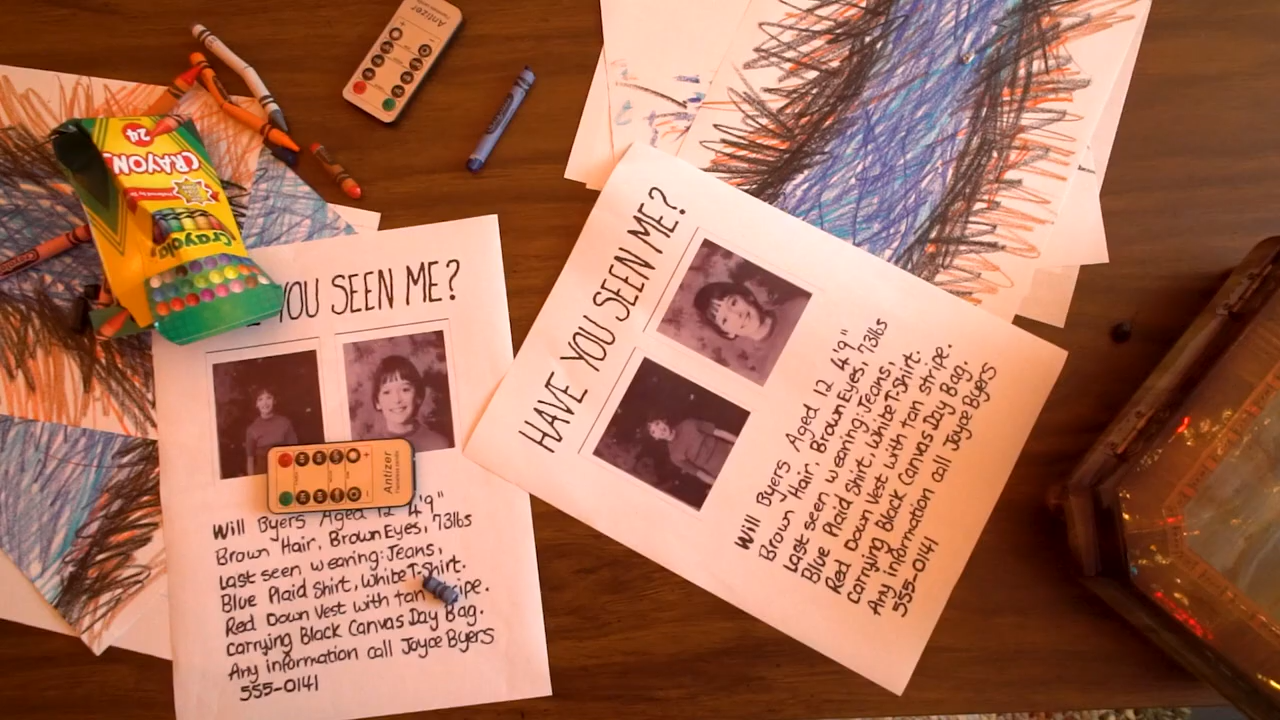 24
CRAYON
Crayola
Antizer
HAVE YOU SEEN ME?
Will Byers Aged 12 4'9"
Brown Hair, Brown Eyes, 73lbs
Last seen wearing: Jeans,
Blue Plaid Shirt, White T-Shirt.
Red Down Vest with tan stripe.
carrying Black Canvas Day Bag.
Any information call Joyce Byers
555-0141
YOU SEEN ME?
Antizer
Will Byers Aged 12 4'9"
Brown Hair, Brown Eyes, 73lbs
Last seen wearing: Jeans,
Blue Plaid Shirt, White T-Shirt.
Red Down Vest with tan stripe.
carrying Black Canvas Day Bag.
Any information call Joyce Byers
555-0141